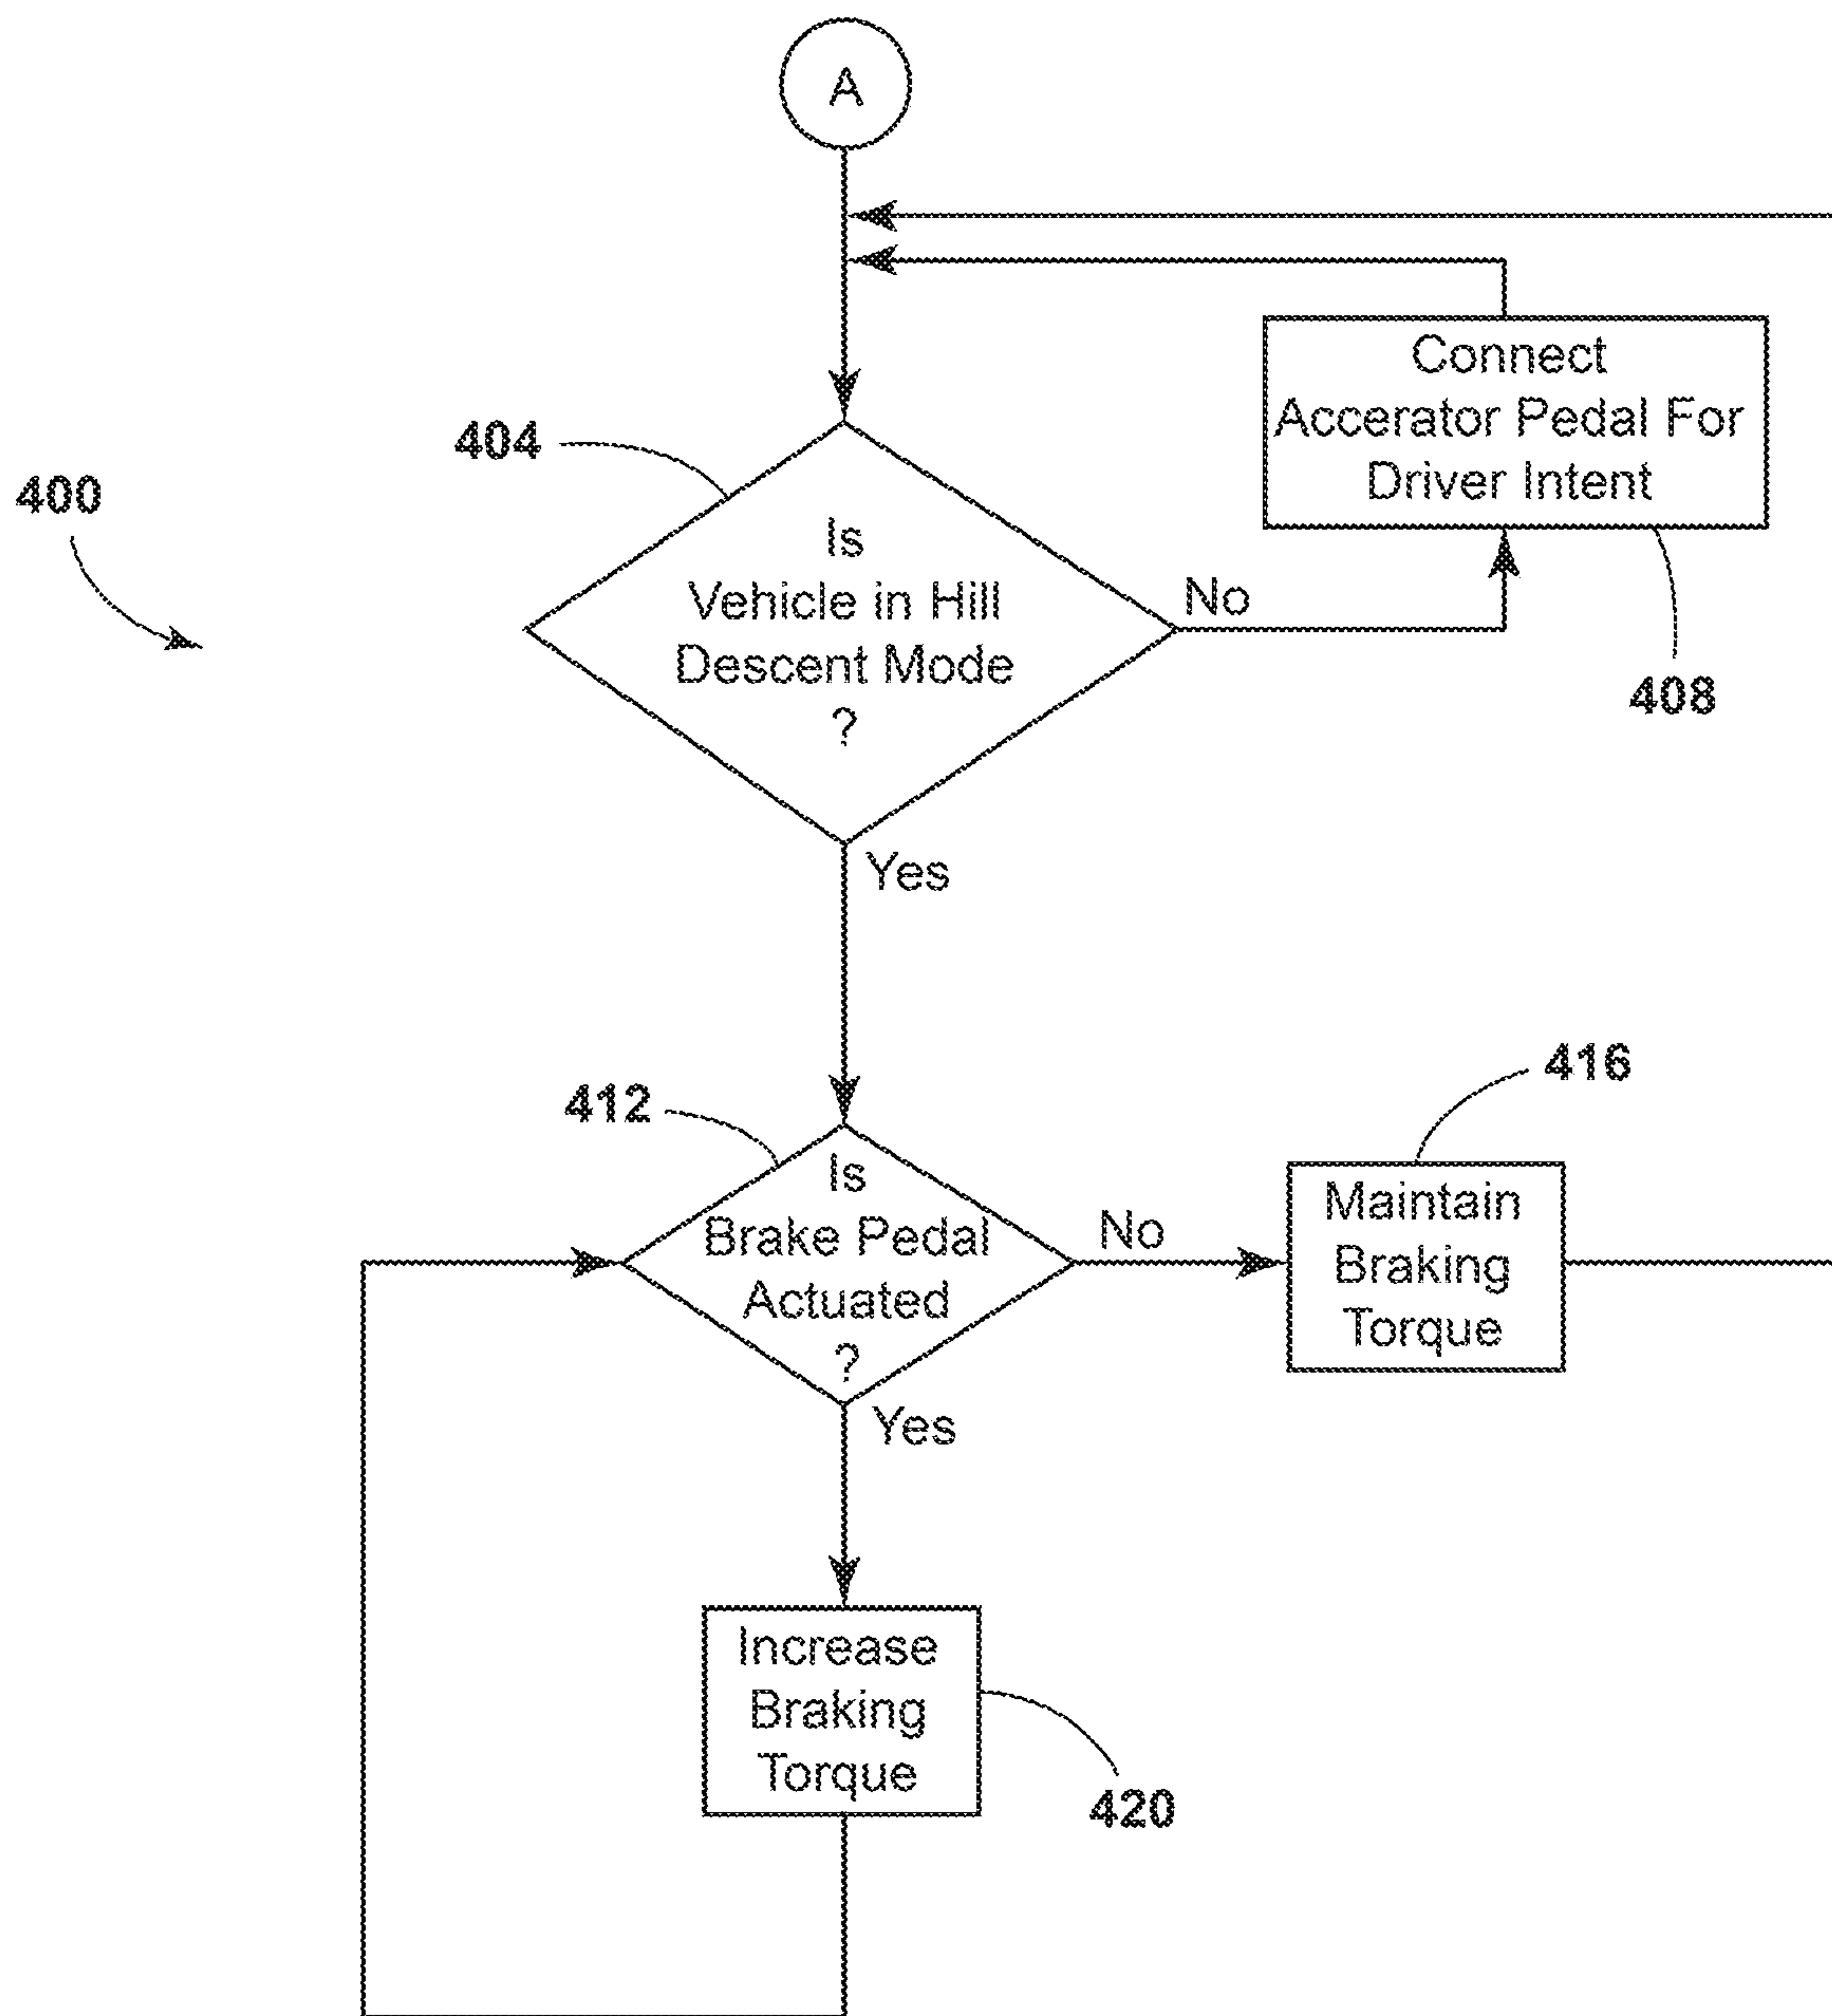 A
404
400
Is
Vehicle in Hill
Descent Mode
?
No
Connect
Accerator Pedal For
Driver Intent
408
Yes
412
Is
Brake Pedal
Actuated
?
No
416
Maintain
Braking
Torque
Yes
Increase
Braking
Torque
420